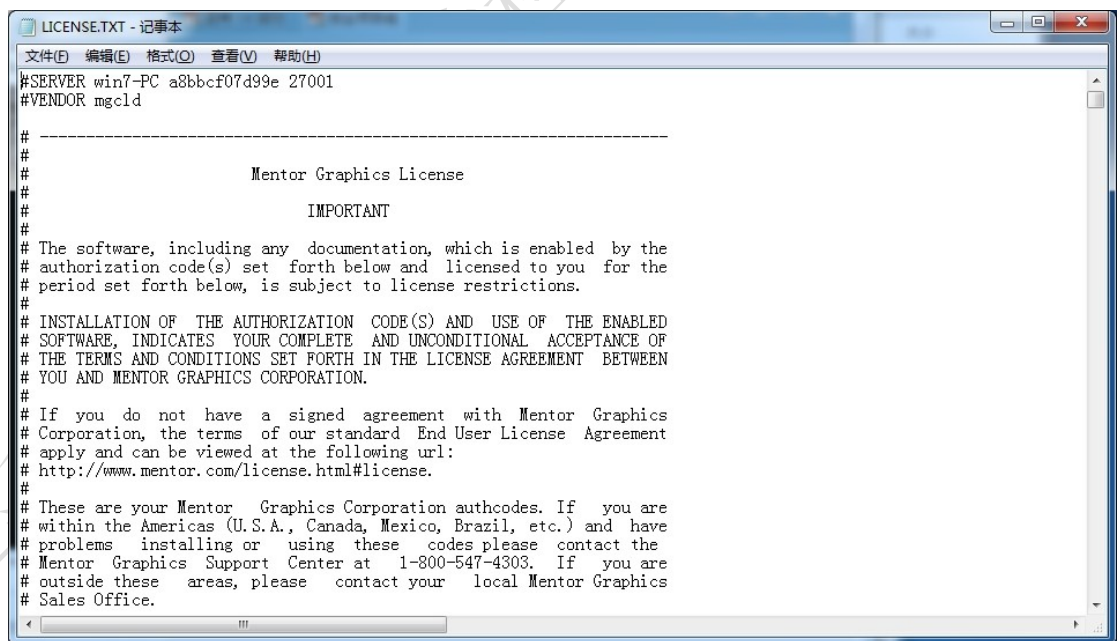 LICENSE.TXT - 记事本
文件(F) 编辑(E) 格式(O) 查看(V) 帮助(H)
#SERVER win7-PC a8bbcf07d99e 27001
#VENDOR mgcld
# --------------------------------------------------------------------
#
# Mentor Graphics License
#
# IMPORTANT
#
# The software, including any documentation, which is enabled by the
# authorization code(s) set forth below and licensed to you for the
# period set forth below, is subject to license restrictions.
#
# INSTALLATION OF THE AUTHORIZATION CODE(S) AND USE OF THE ENABLED
# SOFTWARE, INDICATES YOUR COMPLETE AND UNCONDITIONAL ACCEPTANCE OF
# THE TERMS AND CONDITIONS SET FORTH IN THE LICENSE AGREEMENT BETWEEN
# YOU AND MENTOR GRAPHICS CORPORATION.
#
# If you do not have a signed agreement with Mentor Graphics
# Corporation, the terms of our standard End User License Agreement
# apply and can be viewed at the following url:
# http://www.mentor.com/license.html#license.
#
# These are your Mentor Graphics Corporation authcodes. If you are
# within the Americas (U.S.A., Canada, Mexico, Brazil, etc.) and have
# problems installing or using these codes please contact the
# Mentor Graphics Support Center at 1-800-547-4303. If you are
# outside these areas, please contact your local Mentor Graphics
# Sales Office.